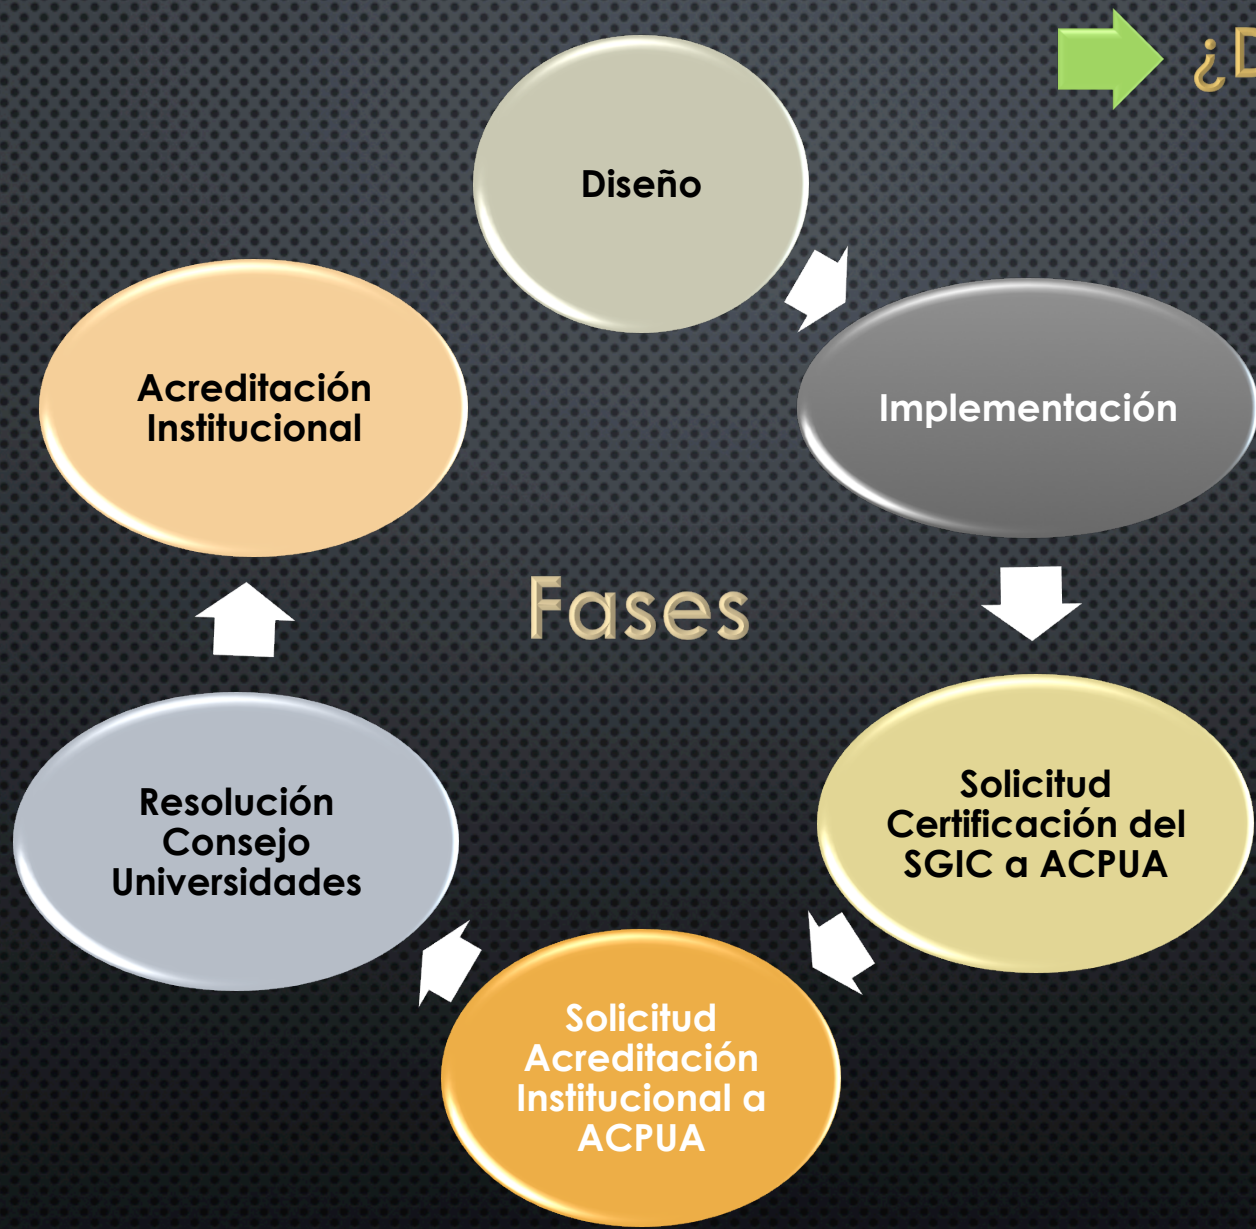 ¿D
Diseño
Implementación
Solicitud
Certificación del
SGIC a ACPUA
Solicitud
Acreditación
Institucional a
ACPUA
Resolución
Consejo
Universidades
Acreditación
Institucional
Fases